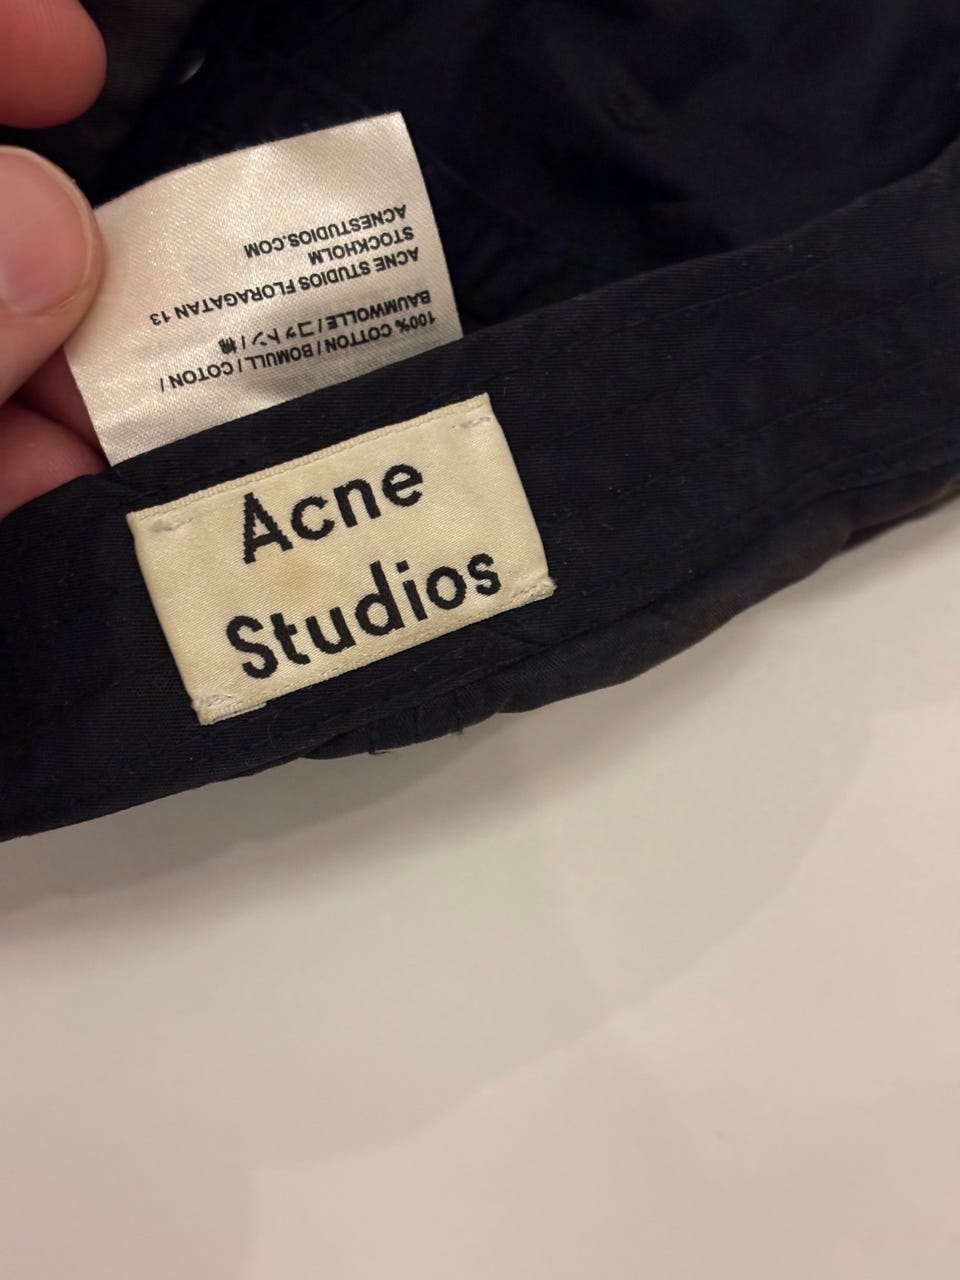 100% COTTON / BOMULL / COTON /
BAUMWOLLE / コットン / 棉
ACNE STUDIOS FLORAGATAN 13
STOCKHOLM
ACNESTUDIOS.COM
Acne
Studios